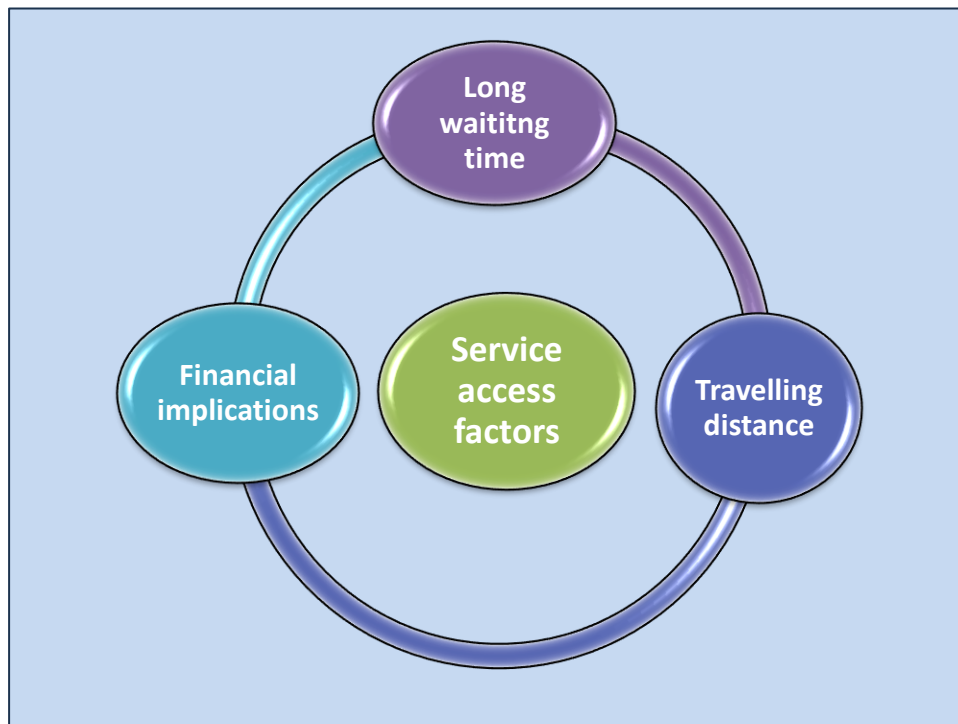 Long
waititng
time
Financial
implications
Service
access
factors
Travelling
distance